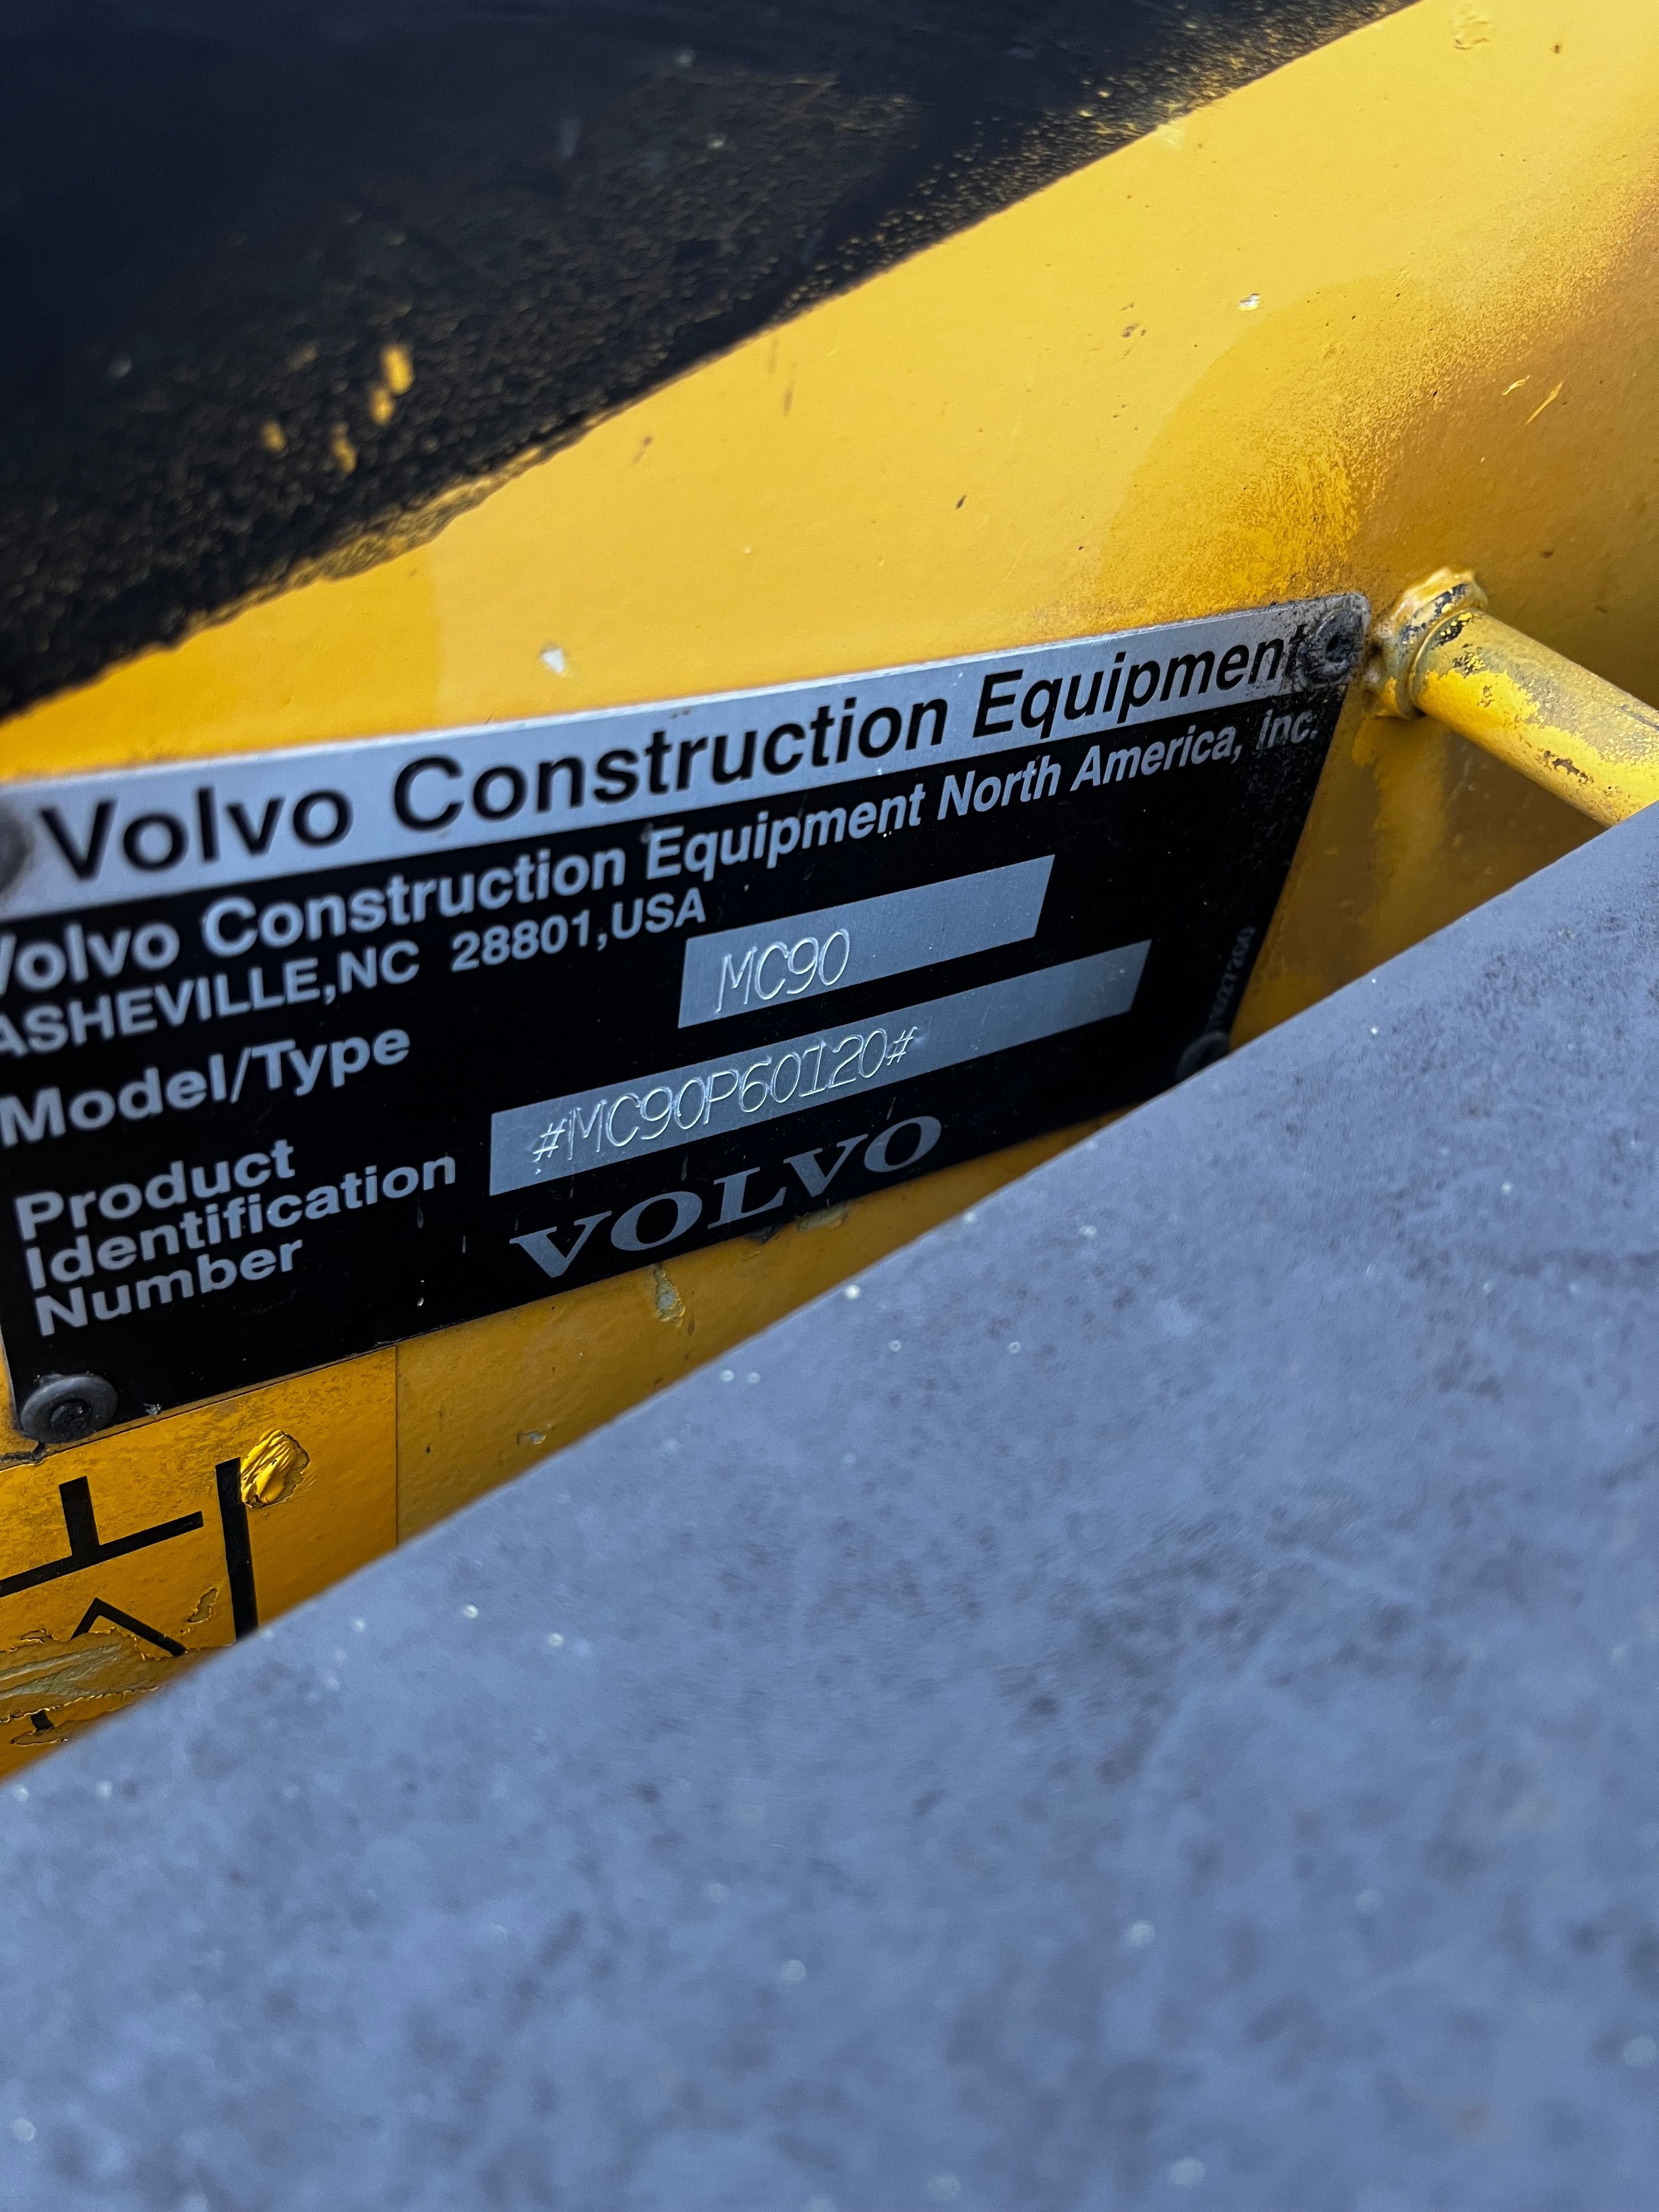 Volvo Construction Equipment
Volvo Construction Equipment North America, Inc.
ASHEVILLE,NC 28801,USA
Model/Type MC90
Product
Identification
Number
#MC90P60120#
VOLVO